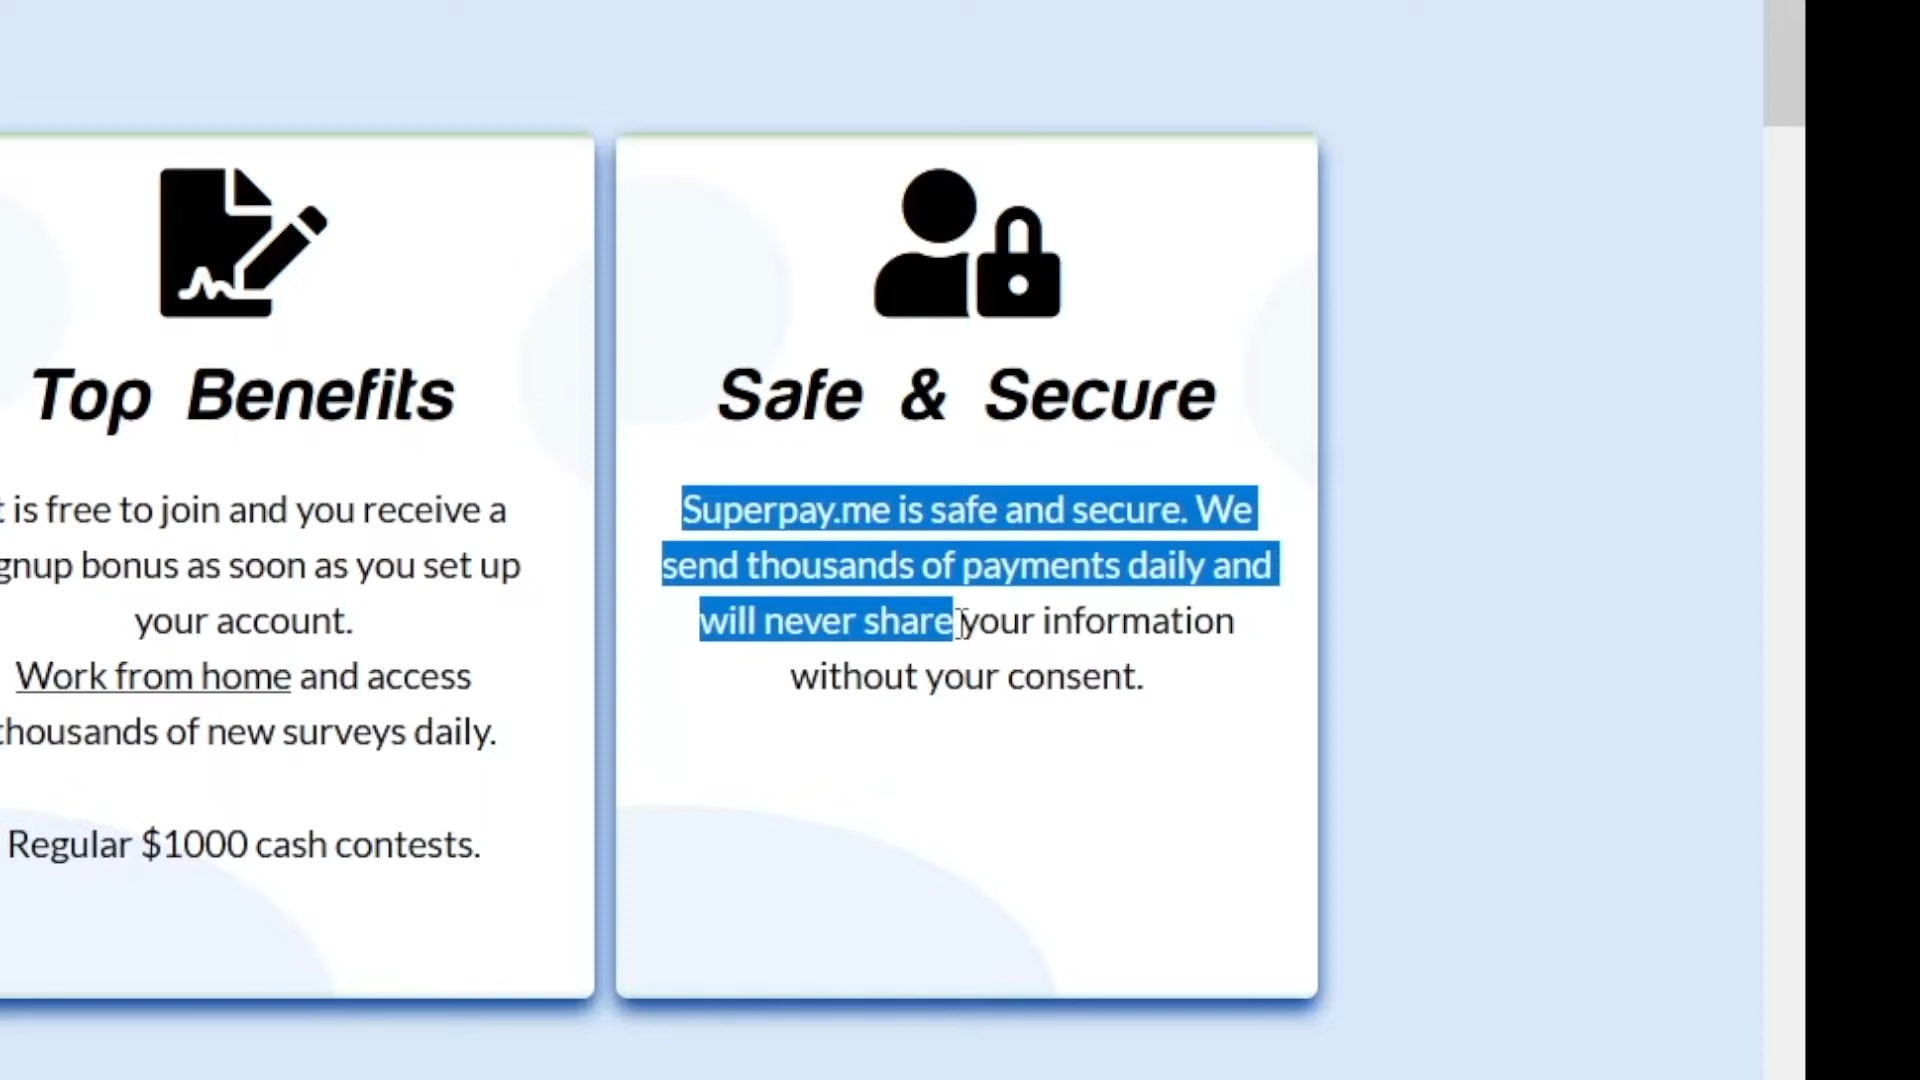 Top Benefits
is free to join and you receive a
bonus as soon as you set up
your account.
Work from home and access
thousands of new surveys daily.
Regular $1000 cash contests.
Safe & Secure
Superpay.me is safe and secure. We
send thousands of payments daily and
will never share your information
without your consent.